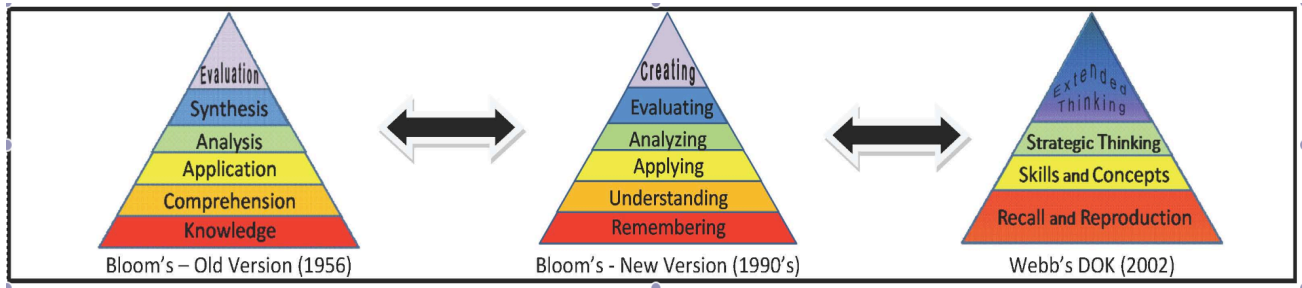 Evaluation
Synthesis
Analysis
Application
Comprehension
Knowledge
Bloom's – Old Version (1956)
Creating
Evaluating
Analyzing
Applying
Understanding
Remembering
Bloom's - New Version (1990's)
Extended
Thinking
Strategic Thinking
Skills and Concepts
Recall and Reproduction
Webb's DOK (2002)